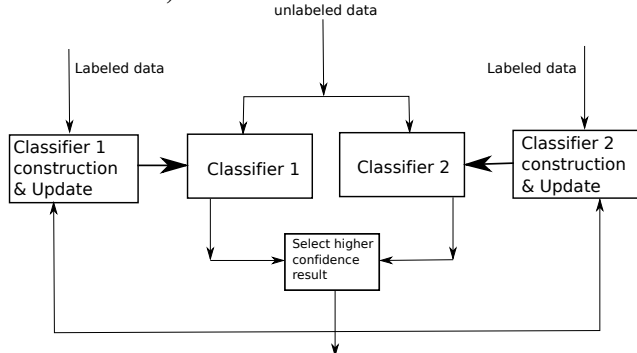 unlabeled data
Labeled data
Labeled data
Classifier 1
construction
& Update
Classifier 1
Classifier 2
Classifier 2
construction
& Update
Select higher
confidence
result